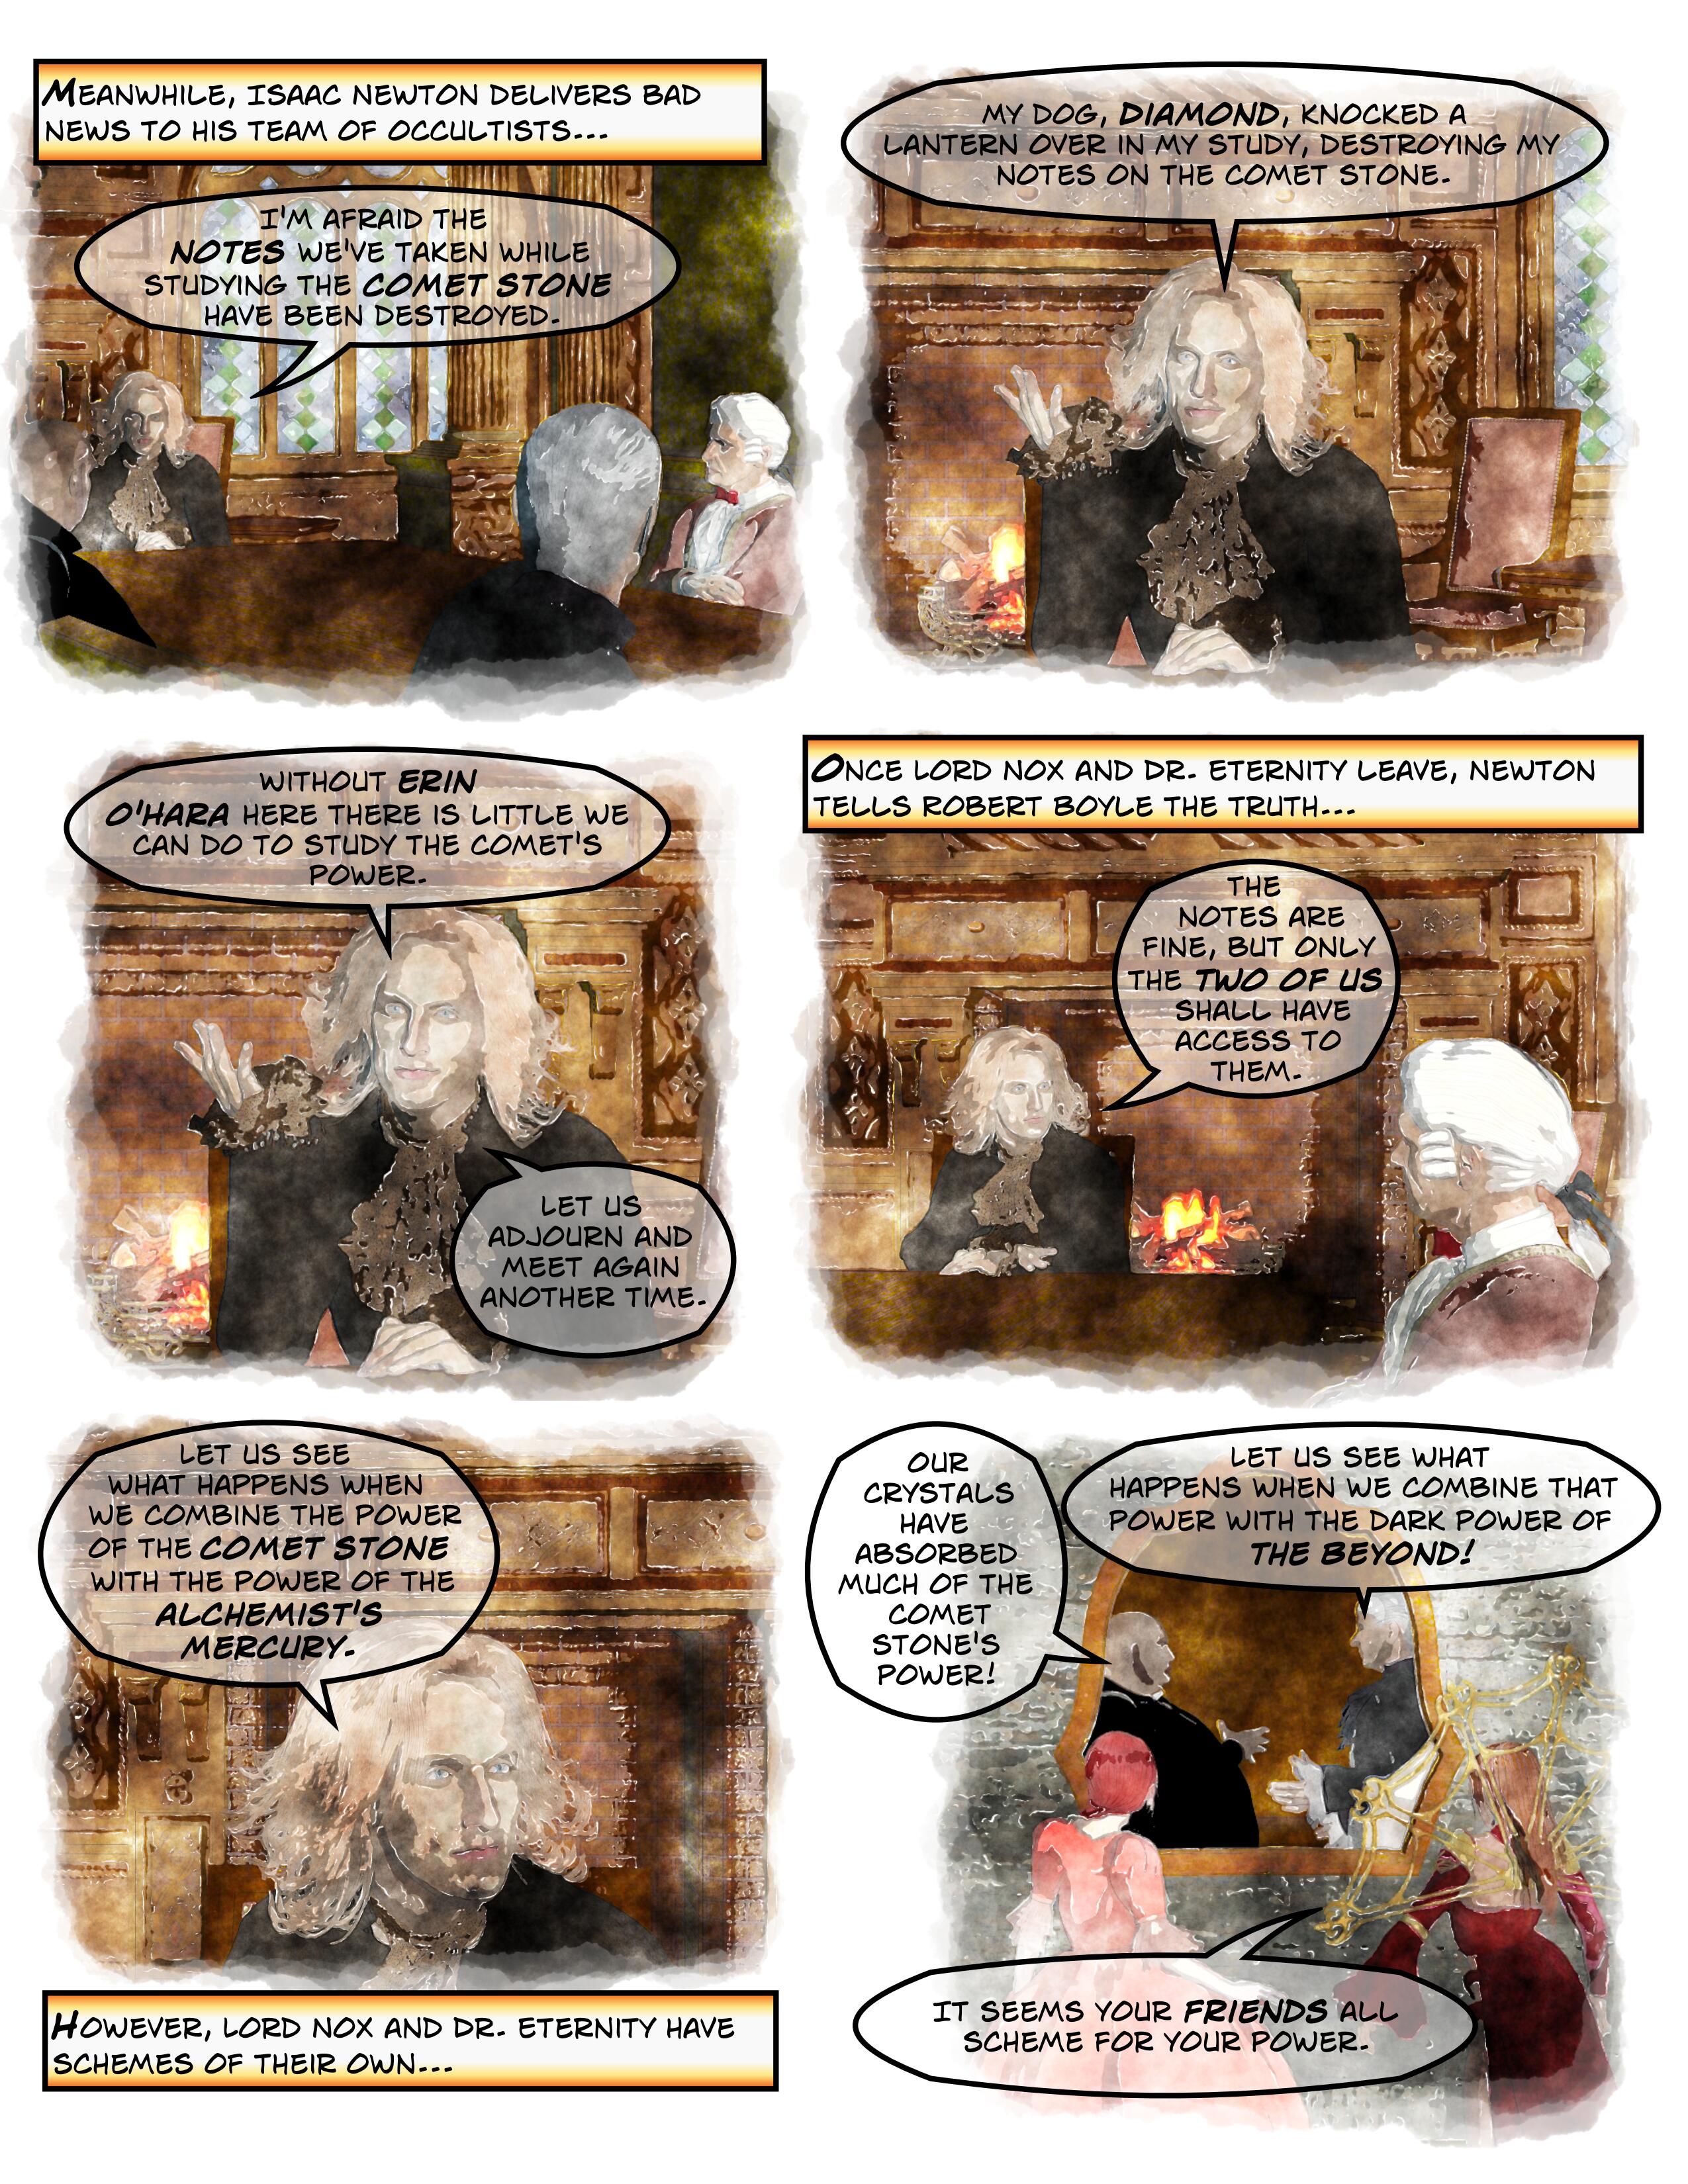 MEANWHILE, ISAAC NEWTON DELIVERS BAD
NEWS TO HIS TEAM OF OCCULTISTS...
I'M AFRAID THE
NOTES WE'VE TAKEN WHILE
STUDYING THE COMET STONE
HAVE BEEN DESTROYED.
MY DOG, DIAMOND, KNOCKED A
LANTERN OVER IN MY STUDY, DESTROYING MY
NOTES ON THE COMET STONE.
WITHOUT ERIN
O'HARA HERE THERE IS LITTLE WE
CAN DO TO STUDY THE COMET'S
POWER.
LET US
ADJOURN AND
MEET AGAIN
ANOTHER TIME.
ONCE LORD NOX AND DR. ETERNITY LEAVE, NEWTON
TELLS ROBERT BOYLE THE TRUTH...
THE
NOTES ARE
FINE, BUT ONLY
THE TWO OF US
SHALL HAVE
ACCESS TO
THEM.
LET US SEE
WHAT HAPPENS WHEN
WE COMBINE THE POWER
OF THE COMET STONE
WITH THE POWER OF THE
ALCHEMIST'S
MERCURY.
HOWEVER, LORD NOX AND DR. ETERNITY HAVE
SCHEMES OF THEIR OWN...
OUR
CRYSTALS
HAVE
ABSORBED
MUCH OF THE
COMET
STONE'S
POWER!
LET US SEE WHAT
HAPPENS WHEN WE COMBINE THAT
POWER WITH THE DARK POWER OF
THE BEYOND!
IT SEEMS YOUR FRIENDS ALL
SCHEME FOR YOUR POWER.